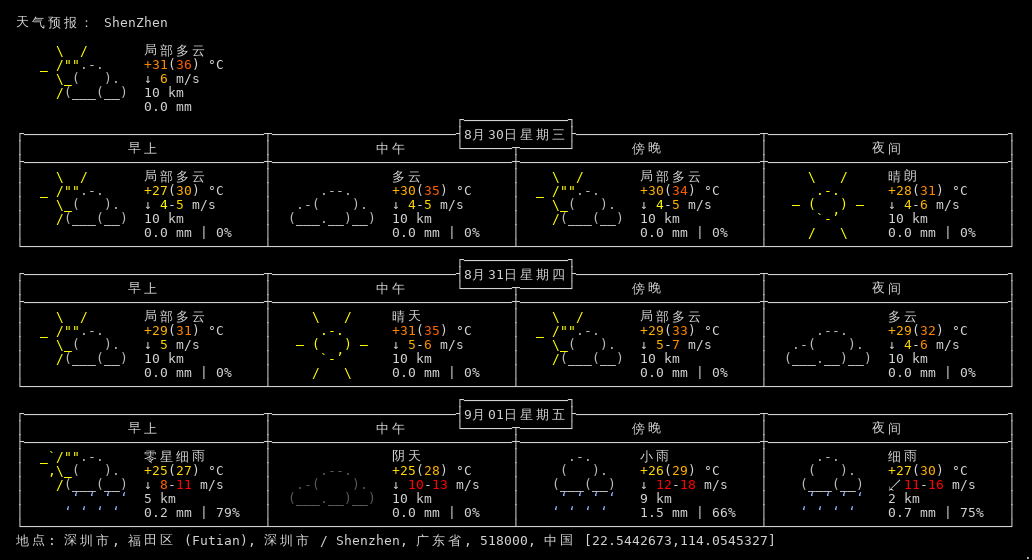 天气预报： ShenZhen
局部多云
+31(36) °C
↓ 6 m/s
10 km
0.0 mm
8月30日星期三
早上 中午 傍晚 夜间
局部多云 多云 局部多云 晴朗
+27(30) °C +30(35) °C +30(34) °C +28(31) °C
↓ 4-5 m/s ↓ 4-5 m/s ↓ 4-5 m/s ↓ 4-6 m/s
10 km 10 km 10 km 10 km
0.0 mm | 0% 0.0 mm | 0% 0.0 mm | 0% 0.0 mm | 0%
8月31日星期四
早上 中午 傍晚 夜间
局部多云 晴天 局部多云 多云
+29(31) °C +31(35) °C +29(33) °C +29(32) °C
↓ 5 m/s ↓ 5-6 m/s ↓ 5-7 m/s ↓ 4-6 m/s
10 km 10 km 10 km 10 km
0.0 mm | 0% 0.0 mm | 0% 0.0 mm | 0% 0.0 mm | 0%
9月01日星期五
早上 中午 傍晚 夜间
零星细雨 阴天 小雨 细雨
+25(27) °C +25(28) °C +26(29) °C +27(30) °C
↓ 8-11 m/s ↓ 10-13 m/s ↓ 12-18 m/s ↙ 11-16 m/s
5 km 10 km 9 km 2 km
0.2 mm | 79% 0.0 mm | 0% 1.5 mm | 66% 0.7 mm | 75%
地点: 深圳市, 福田区 (Futian), 深圳市 / Shenzhen, 广东省, 518000, 中国 [22.5442673,114.0545327]